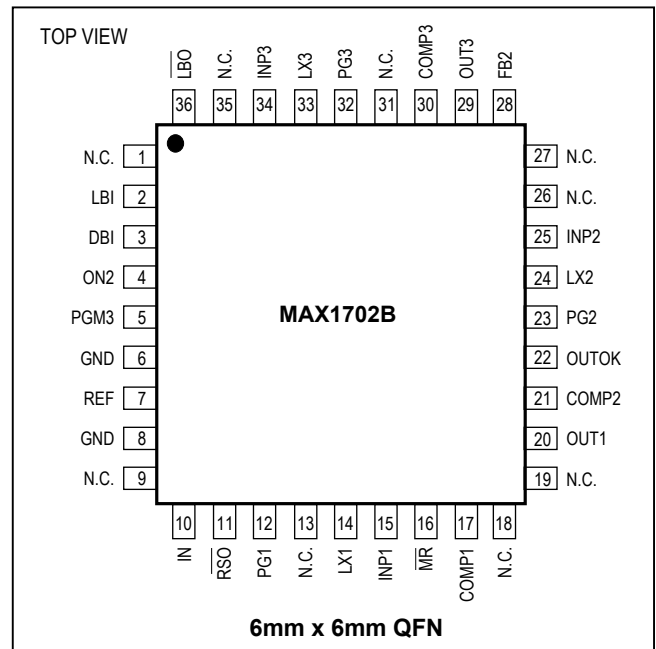 TOP VIEW
LBO
N.C.
INP3
LX3
PG3
N.C.
COMP3
OUT3
FB2
36 35 34 33 32 31 30 29 28
N.C. 1
LBI 2
DBI 3
ON2 4
PGM3 5
GND 6
REF 7
GND 8
N.C. 9
MAX1702B
27 N.C.
26 N.C.
25 INP2
24 LX2
23 PG2
22 OUTOK
21 COMP2
20 OUT1
19 N.C.
10 11 12 13 14 15 16 17 18
IN
RSO
PG1
N.C.
LX1
INP1
MR
COMP1
N.C.
6mm x 6mm QFN